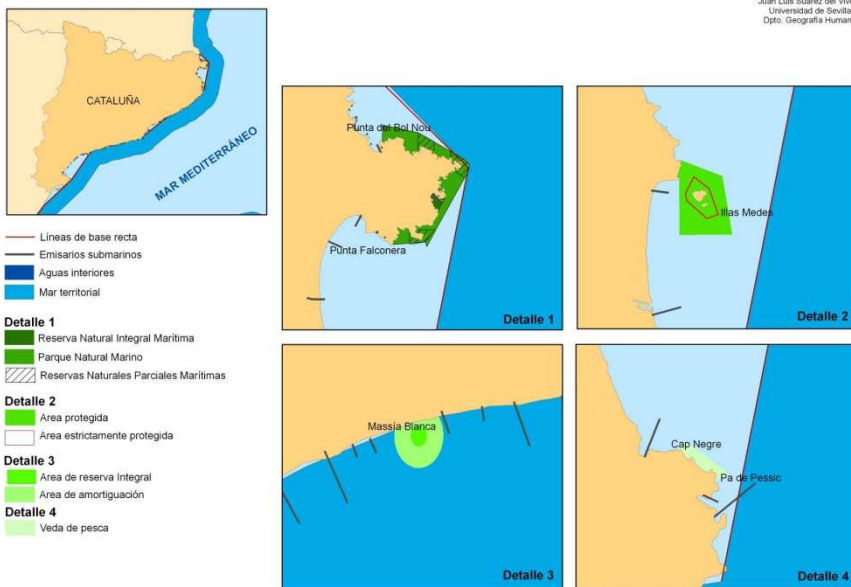 Juan Luis Suárez del Vivero
Universidad de Sevilla
Dpto. Geografía Humana
CATALUÑA
MAR MEDITERRÁNEO
Líneas de base recta
Emisarios submarinos
Aguas interiores
Mar territorial
Detalle 1
Reserva Natural Integral Marítima
Parque Natural Marino
Reservas Naturales Parciales Marítimas
Detalle 2
Area protegida
Area estrictamente protegida
Detalle 3
Area de reserva Integral
Area de amortiguación
Detalle 4
Veda de pesca
Punta del Bol Nou
Punta Falconera
Detalle 1
Illas Medes
Detalle 2
Massía Blanca
Detalle 3
Cap Negre
Pa de Pessic
Detalle 4